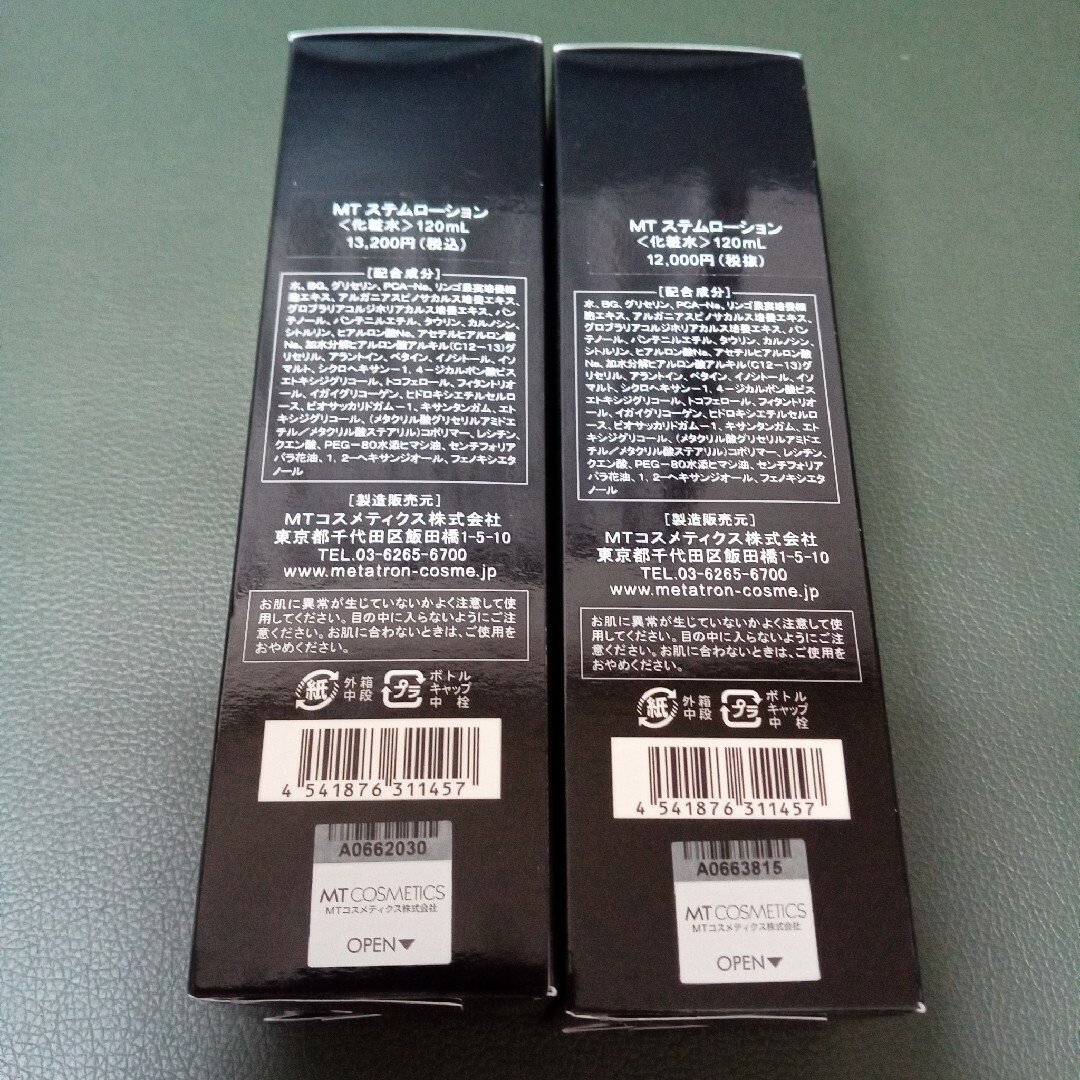 MT ステムローション
<化粧水>120mL
13,200円(税込)
[配合成分]
水、BG、グリセリン、PCA-Na、リンゴ果実培養細
胞エキス、アルガニアスピノサカルス培養エキス、
グロブラリアコルジホリアカルス培養エキス、パン
テノール、パンテニルエチル、タウリン、カルノシン、
シトルリン、ヒアルロン酸Na、アセチルヒアルロン酸
Na、加水分解ヒアルロン酸アルキル(C12-13)グ
リセリル、アラントイン、ベタイン、イノシトール、イソ
マルト、シクロヘキサン-1,4-ジカルボン酸ビス
エトキシジグリコール、トコフェロール、フィタントリオ
ール、イガイグリコーゲン、ヒドロキシエチルセルロ
ース、ビオサッカリドガム-1、キサンタンガム、エト
キシジグリコール、(メタクリル酸グリセリルアミドエ
チル/メタクリル酸ステアリル)コポリマー、レシチン、
クエン酸、PEG-80水添ヒマシ油、センチフォリア
バラ花油、1,2-ヘキサンジオール、フェノキシエタ
ノール
[製造販売元]
MTコスメティクス株式会社
東京都千代田区飯田橋1-5-10
TEL.03-6265-6700
www.metatron-cosme.jp
お肌に異常が生じていないかよく注意して使
用してください。目の中に入らないようにご注
意ください。お肌に合わないときは、ご使用を
おやめください。
紙 外箱 中段 プラ ボトル キャップ 中栓
4 541876 311457
A0662030
MT COSMETICS
MTコスメティクス株式会社
OPEN▼
MT ステムローション
<化粧水>120mL
12,000円(税抜)
[配合成分]
水、BG、グリセリン、PCA-Na、リンゴ果実培養細
胞エキス、アルガニアスピノサカルス培養エキス、
グロブラリアコルジホリアカルス培養エキス、パン
テノール、パンテニルエチル、タウリン、カルノシン、
シトルリン、ヒアルロン酸Na、アセチルヒアルロン酸
Na、加水分解ヒアルロン酸アルキル(C12-13)グ
リセリル、アラントイン、ベタイン、イノシトール、イソ
マルト、シクロヘキサン-1,4-ジカルボン酸ビス
エトキシジグリコール、トコフェロール、フィタントリオ
ール、イガイグリコーゲン、ヒドロキシエチルセルロ
ース、ビオサッカリドガム-1、キサンタンガム、エト
キシジグリコール、(メタクリル酸グリセリルアミドエ
チル/メタクリル酸ステアリル)コポリマー、レシチン、
クエン酸、PEG-80水添ヒマシ油、センチフォリア
バラ花油、1,2-ヘキサンジオール、フェノキシエタ
ノール
[製造販売元]
MTコスメティクス株式会社
東京都千代田区飯田橋1-5-10
TEL.03-6265-6700
www.metatron-cosme.jp
お肌に異常が生じていないかよく注意して使
用してください。目の中に入らないようにご注
意ください。お肌に合わないときは、ご使用を
おやめください。
紙 外箱 中段 プラ ボトル キャップ 中栓
4 541876 311457
A0663815
MT COSMETICS
MTコスメティクス株式会社
OPEN▼